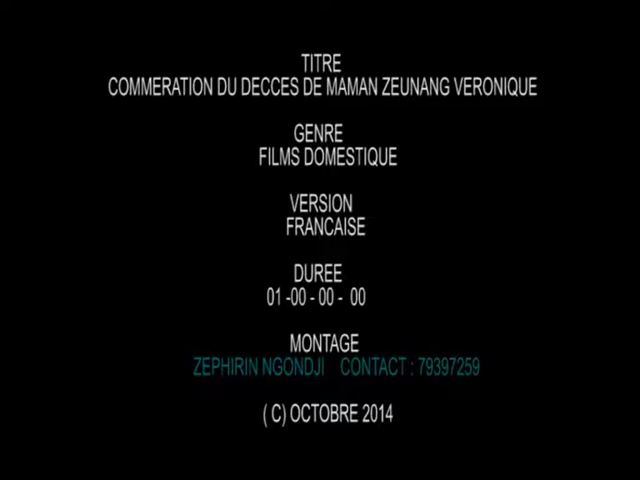 TITRE
COMMERATION DU DECCES DE MAMAN ZEUNANG VERONIQUE
GENRE
FILMS DOMESTIQUE
VERSION
FRANCAISE
DUREE
01 -00 - 00 - 00
MONTAGE
ZEPHIRIN NGONDJI CONTACT : 79397259
( C) OCTOBRE 2014